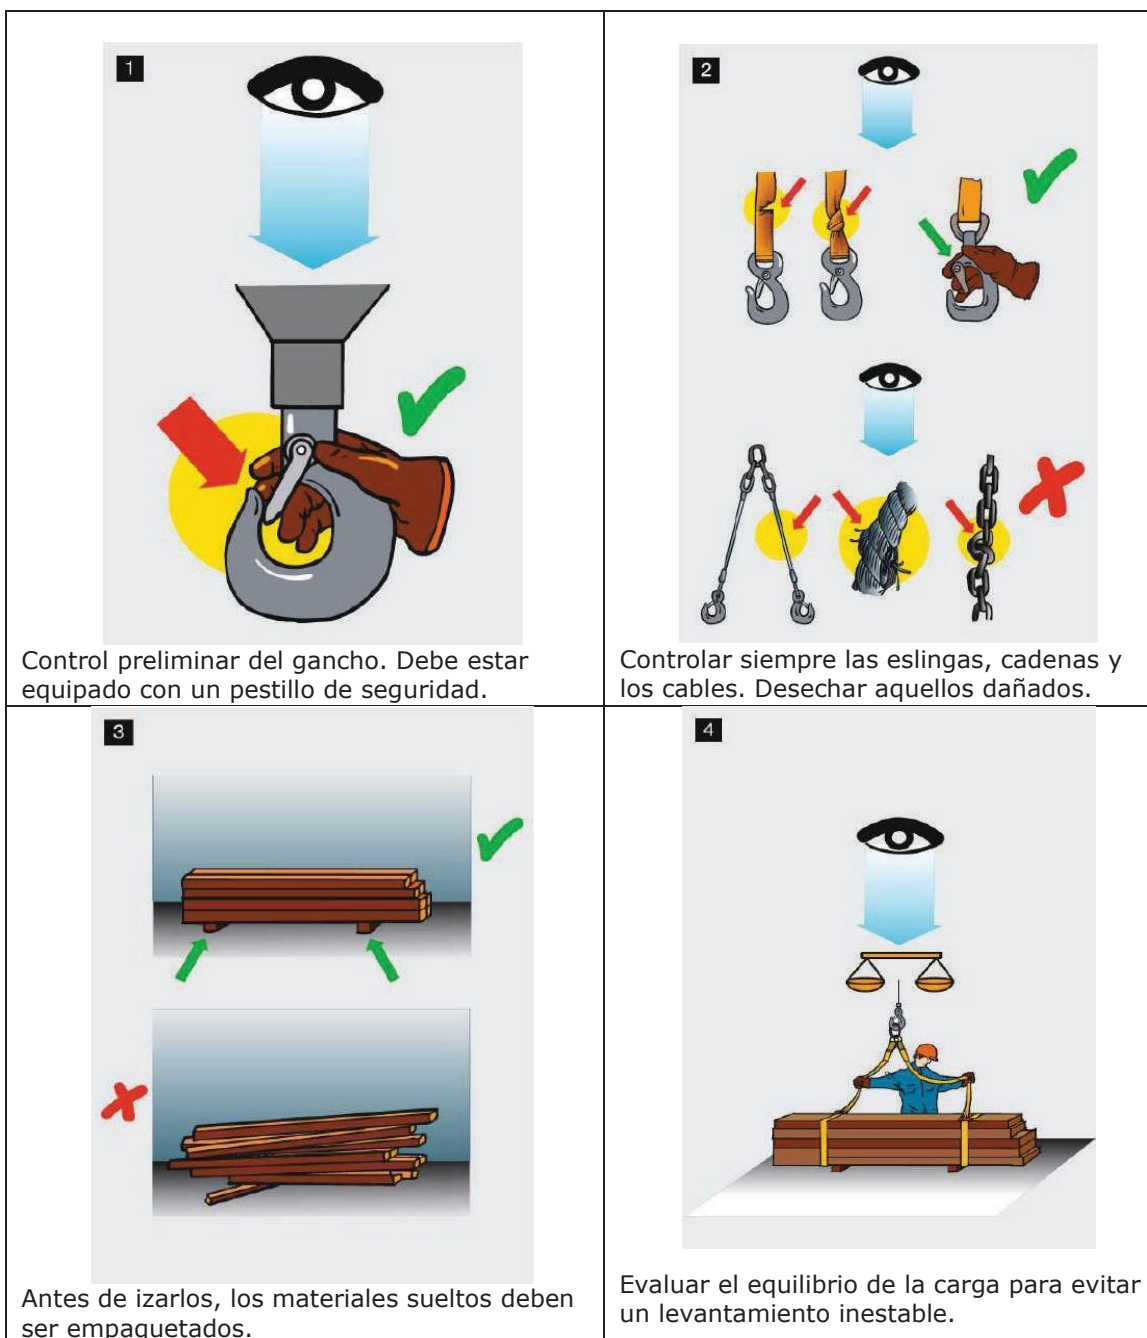 1
Control preliminar del gancho. Debe estar
equipado con un pestillo de seguridad.
2
Controlar siempre las eslingas, cadenas y
los cables. Desechar aquellos dañados.
3
Antes de izarlos, los materiales sueltos deben
ser empaquetados.
4
Evaluar el equilibrio de la carga para evitar
un levantamiento inestable.